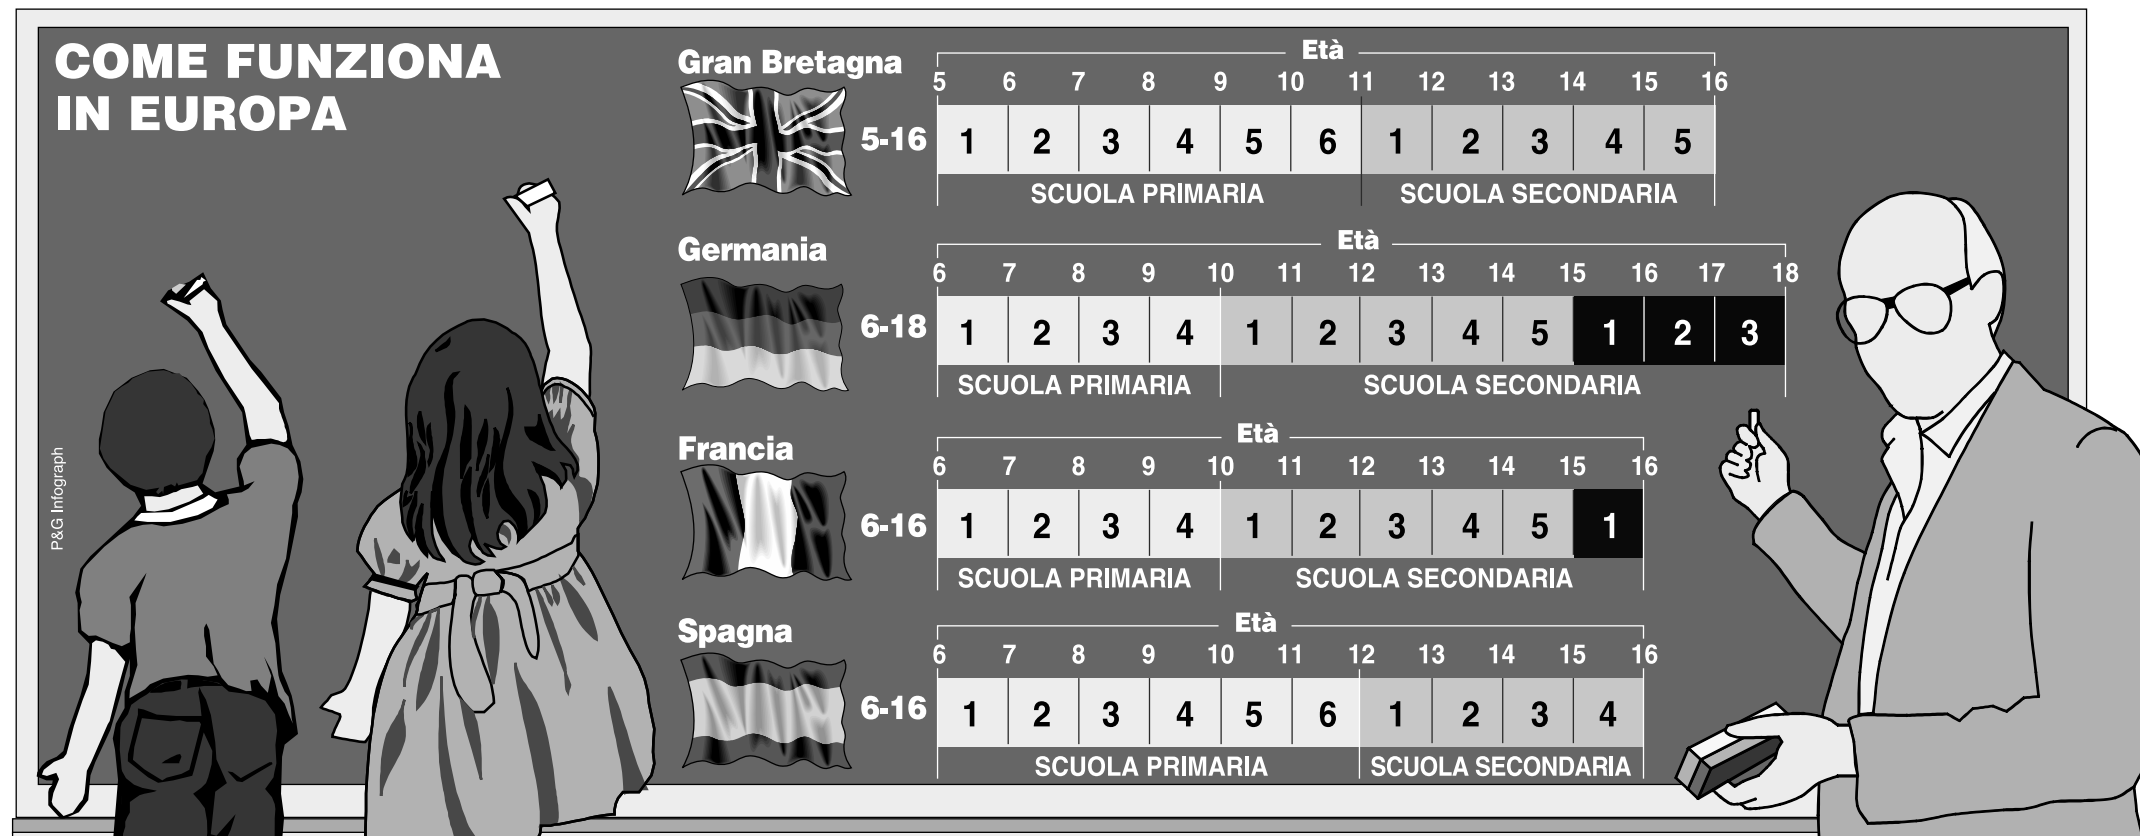 COME FUNZIONA
IN EUROPA
Gran Bretagna
Età
5 6 7 8 9 10 11 12 13 14 15 16
5-16
1 2 3 4 5 6 1 2 3 4 5
SCUOLA PRIMARIA SCUOLA SECONDARIA
Germania
Età
6 7 8 9 10 11 12 13 14 15 16 17 18
6-18
1 2 3 4 1 2 3 4 5 1 2 3
SCUOLA PRIMARIA SCUOLA SECONDARIA
Francia
Età
6 7 8 9 10 11 12 13 14 15 16
6-16
1 2 3 4 1 2 3 4 5 1
SCUOLA PRIMARIA SCUOLA SECONDARIA
Spagna
Età
6 7 8 9 10 11 12 13 14 15 16
6-16
1 2 3 4 5 6 1 2 3 4
SCUOLA PRIMARIA SCUOLA SECONDARIA
P&G Infograph